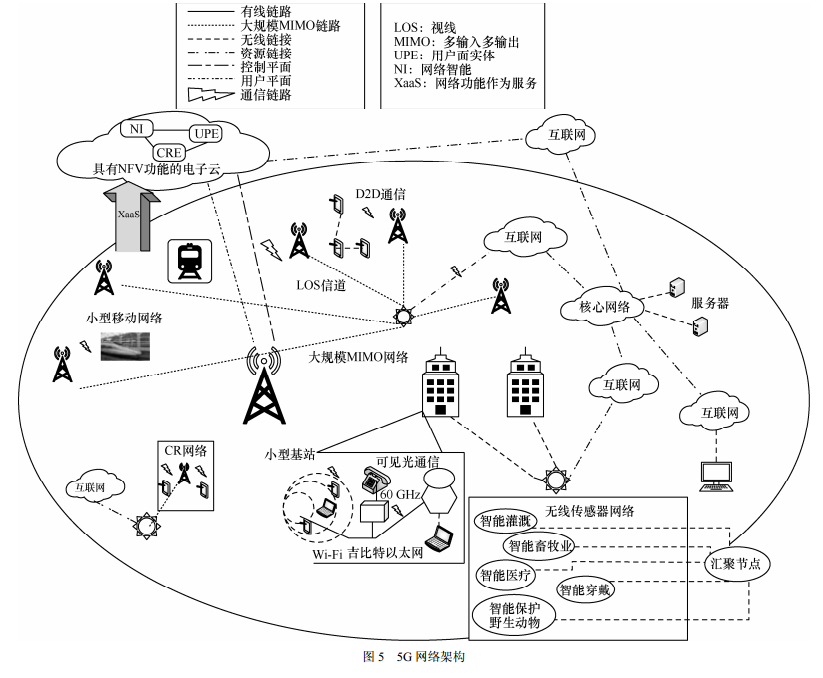 有线链路
大规模MIMO链路
无线链接
资源链接
控制平面
用户平面
通信链路
LOS：视线
MIMO：多输入多输出
UPE：用户面实体
NI：网络智能
XaaS：网络功能作为服务
NI
UPE
CRE
具有NFV功能的电子云
XaaS
互联网
D2D通信
互联网
LOS信道
核心网络
服务器
小型移动网络
大规模MIMO网络
互联网
互联网
CR网络
互联网
小型基站
可见光通信
60 GHz
Wi-Fi 吉比特以太网
无线传感器网络
智能灌溉
智能畜牧业
智能医疗
智能穿戴
智能保护
野生动物
汇聚节点
图 5 5G 网络架构